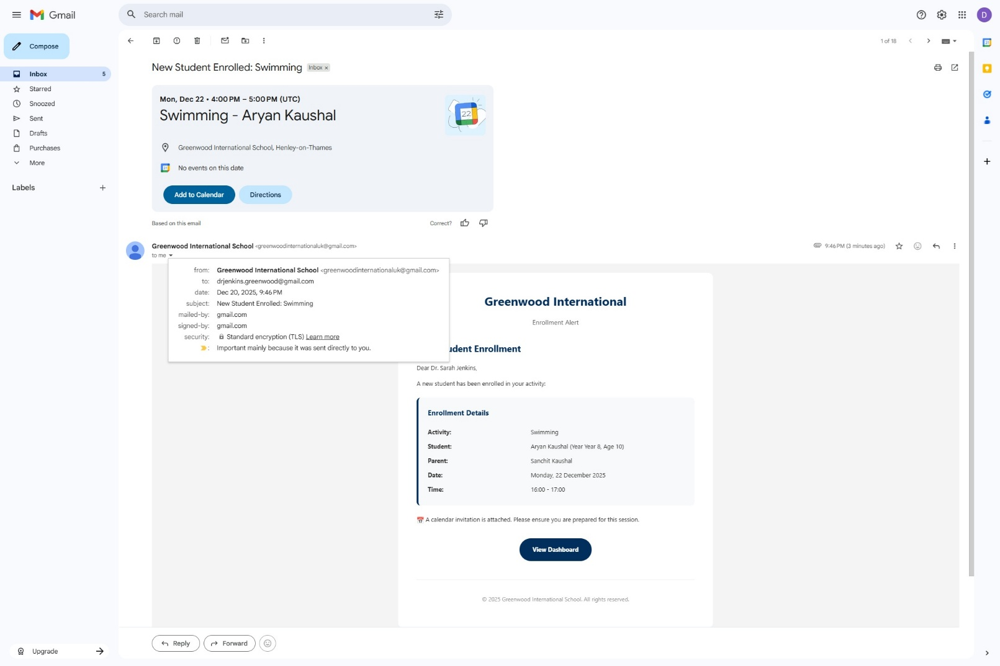 Gmail
Search mail
D
Compose
Inbox 5
Starred
Snoozed
Sent
Drafts
Purchases
More
Labels
Upgrade
1 of 18
New Student Enrolled: Swimming Inbox x
Mon, Dec 22 • 4:00 PM – 5:00 PM (UTC)
Swimming - Aryan Kaushal
22
Greenwood International School, Henley-on-Thames
31 No events on this date
Add to Calendar Directions
Based on this email Correct?
Greenwood International School <greenwoodinternationaluk@gmail.com> 9:46 PM (3 minutes ago)
to me
from: Greenwood International School <greenwoodinternationaluk@gmail.com>
to: drjenkins.greenwood@gmail.com
date: Dec 20, 2025, 9:46 PM
subject: New Student Enrolled: Swimming
mailed-by: gmail.com
signed-by: gmail.com
security: Standard encryption (TLS) Learn more
: Important mainly because it was sent directly to you.
Greenwood International
Enrollment Alert
udent Enrollment
Dear Dr. Sarah Jenkins,
A new student has been enrolled in your activity:
Enrollment Details
Activity: Swimming
Student: Aryan Kaushal (Year Year 8, Age 10)
Parent: Sanchit Kaushal
Date: Monday, 22 December 2025
Time: 16:00 - 17:00
A calendar invitation is attached. Please ensure you are prepared for this session.
View Dashboard
© 2025 Greenwood International School. All rights reserved.
Reply Forward